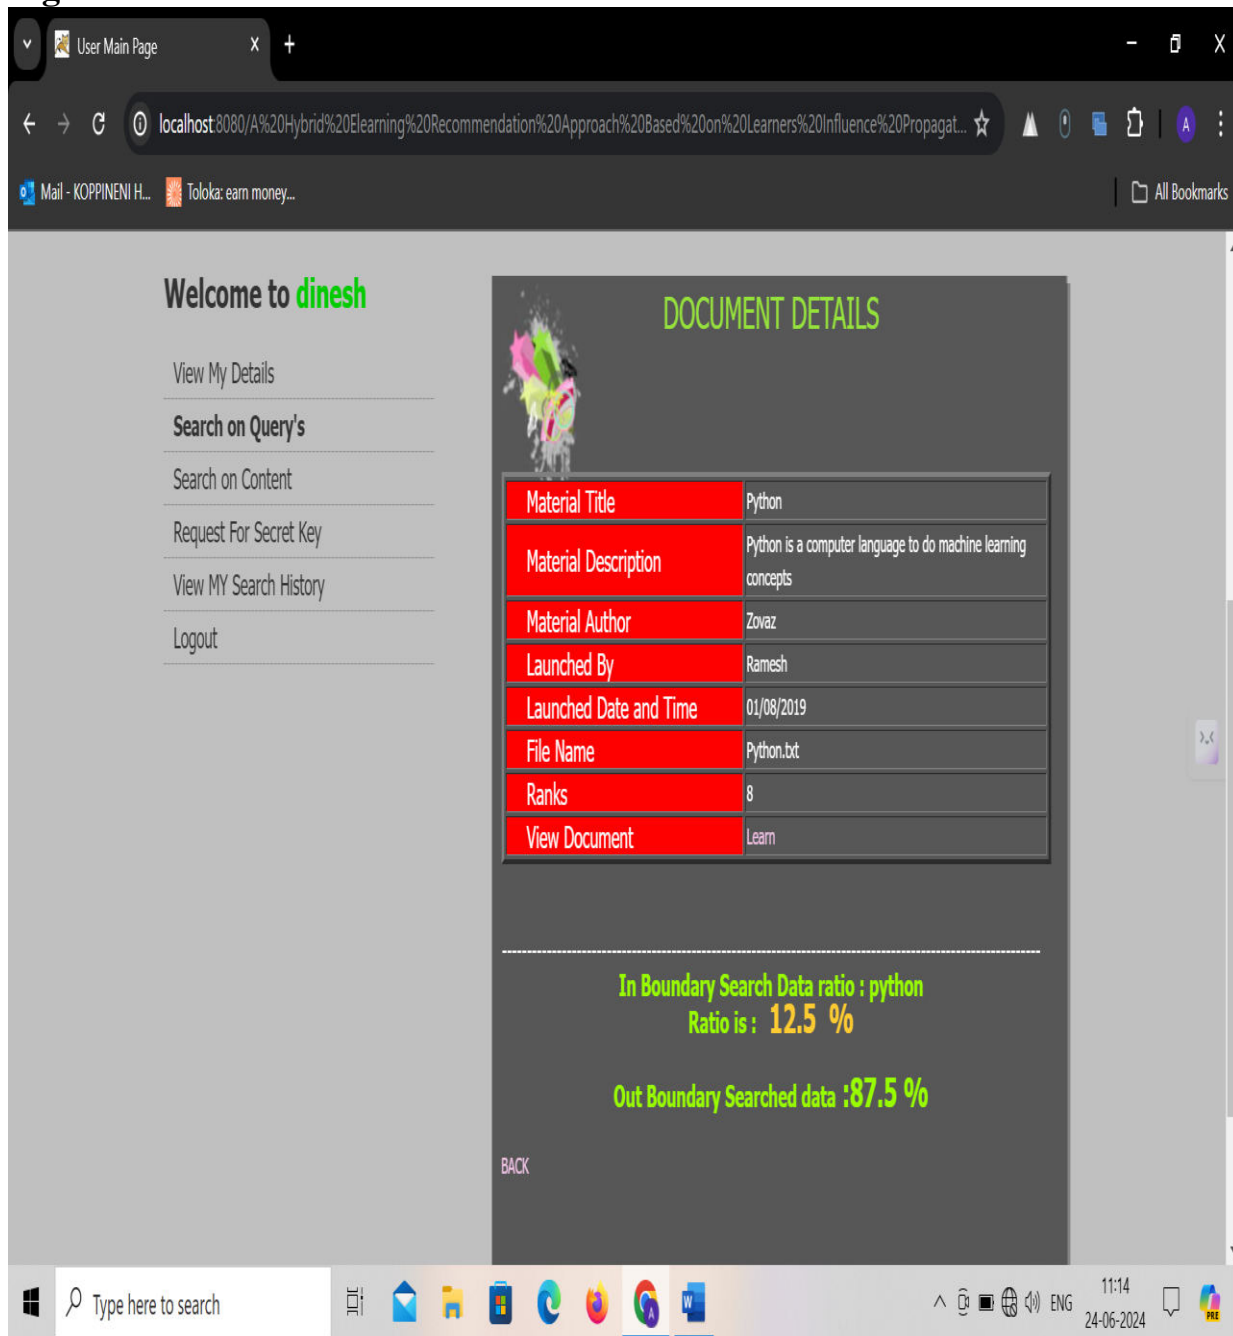 User Main Page
localhost:8080/A%20Hybrid%20Elearning%20Recommendation%20Approach%20Based%20on%20Learners%20Influence%20Propagat...
A
Mail - KOPPINENI H...
Toloka: earn money...
All Bookmarks
Welcome to dinesh
View My Details
Search on Query's
Search on Content
Request For Secret Key
View MY Search History
Logout
DOCUMENT DETAILS
Material Title Python
Material Description Python is a computer language to do machine learning
concepts
Material Author Zovaz
Launched By Ramesh
Launched Date and Time 01/08/2019
File Name Python.txt
Ranks 8
View Document Learn
In Boundary Search Data ratio : python
Ratio is : 12.5 %
Out Boundary Searched data :87.5 %
BACK
Type here to search
ENG
11:14
24-06-2024
PRE